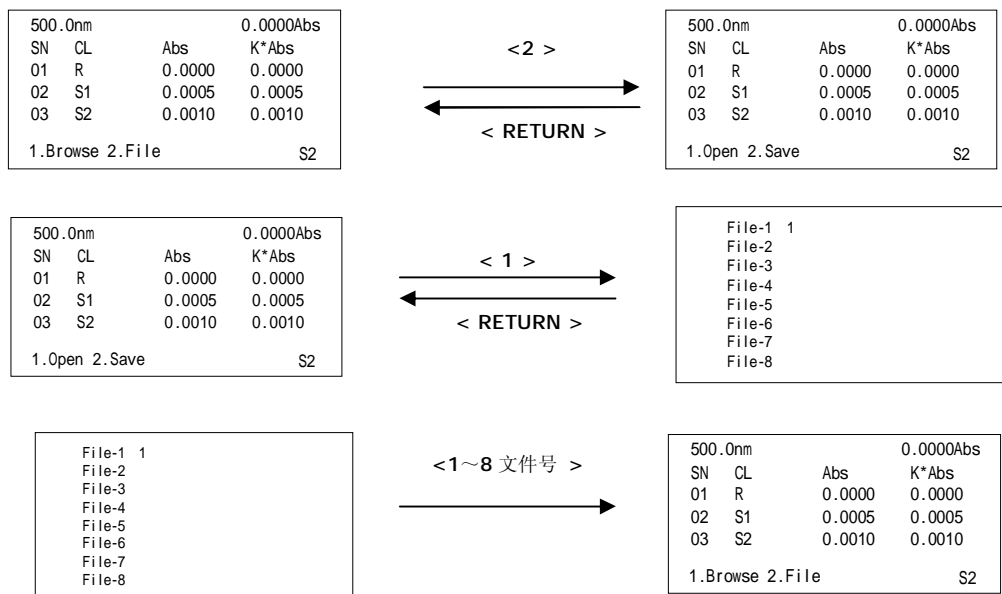 500.0nm 0.0000Abs
SN CL Abs K*Abs
01 R 0.0000 0.0000
02 S1 0.0005 0.0005
03 S2 0.0010 0.0010
1.Browse 2.File S2
<2 >
< RETURN >
500.0nm 0.0000Abs
SN CL Abs K*Abs
01 R 0.0000 0.0000
02 S1 0.0005 0.0005
03 S2 0.0010 0.0010
1.Open 2.Save S2
500.0nm 0.0000Abs
SN CL Abs K*Abs
01 R 0.0000 0.0000
02 S1 0.0005 0.0005
03 S2 0.0010 0.0010
1.Open 2.Save S2
< 1 >
< RETURN >
File-1 1
File-2
File-3
File-4
File-5
File-6
File-7
File-8
File-1 1
File-2
File-3
File-4
File-5
File-6
File-7
File-8
<1～8 文件号 >
500.0nm 0.0000Abs
SN CL Abs K*Abs
01 R 0.0000 0.0000
02 S1 0.0005 0.0005
03 S2 0.0010 0.0010
1.Browse 2.File S2